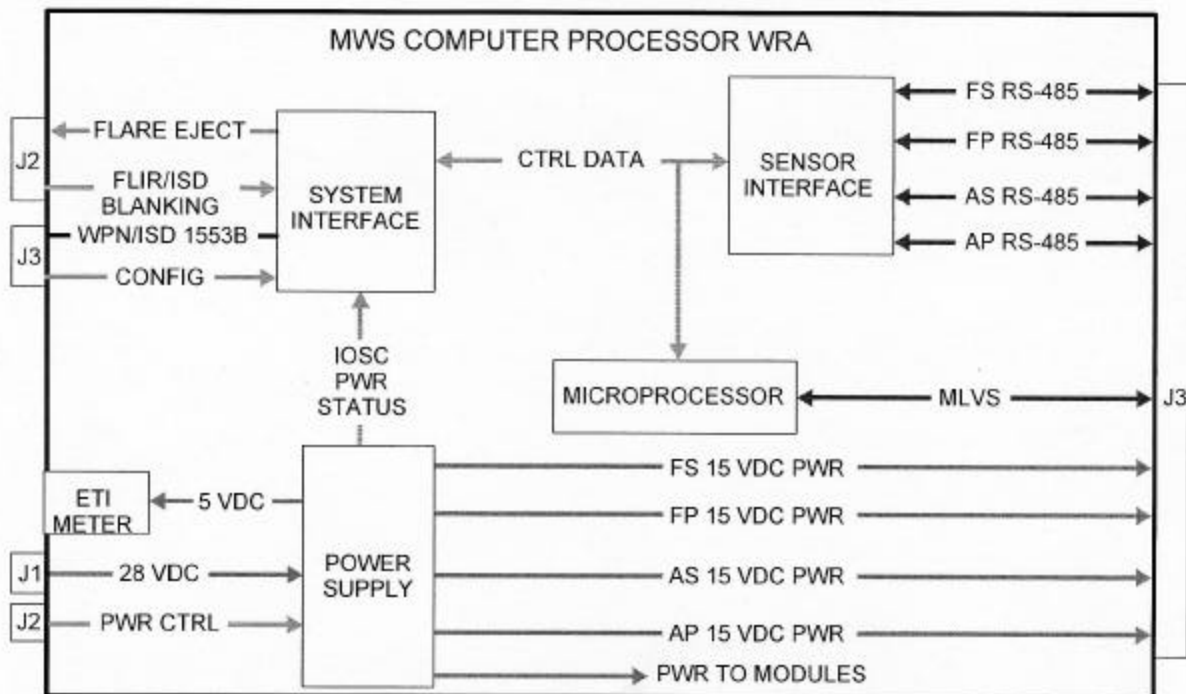 MWS COMPUTER PROCESSOR WRA
J2
FLARE EJECT
FLIR/ISD
BLANKING
J3
WPN/ISD 1553B
CONFIG
SYSTEM
INTERFACE
CTRL DATA
SENSOR
INTERFACE
FS RS-485
FP RS-485
AS RS-485
AP RS-485
IOSC
PWR
STATUS
MICROPROCESSOR
MLVS
J3
ETI
METER
5 VDC
J1
28 VDC
J2
PWR CTRL
POWER
SUPPLY
FS 15 VDC PWR
FP 15 VDC PWR
AS 15 VDC PWR
AP 15 VDC PWR
PWR TO MODULES